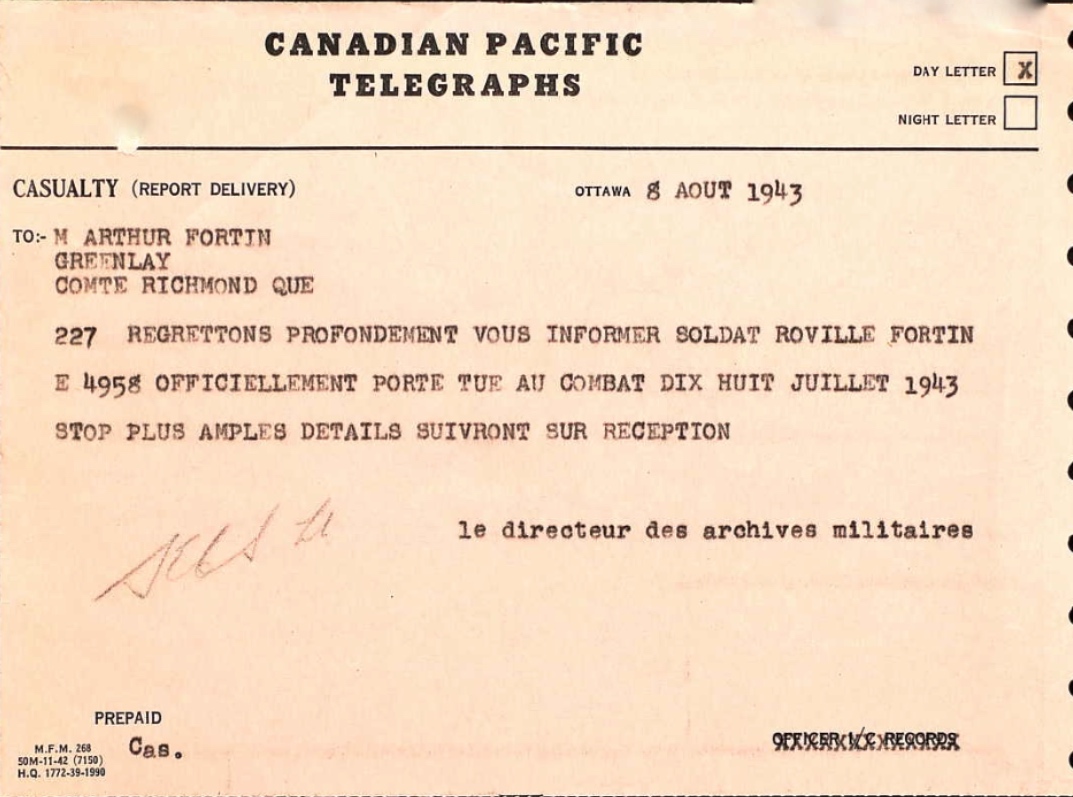 CANADIAN PACIFIC
TELEGRAPHS
DAY LETTER X
NIGHT LETTER
CASUALTY (REPORT DELIVERY) OTTAWA 8 AOUT 1943
TO:- M ARTHUR FORTIN
GREENLAY
COMTE RICHMOND QUE
227 REGRETTONS PROFONDEMENT VOUS INFORMER SOLDAT ROVILLE FORTIN
E 4958 OFFICIELLEMENT PORTE TUE AU COMBAT DIX HUIT JUILLET 1943
STOP PLUS AMPLES DETAILS SUIVRONT SUR RECEPTION
le directeur des archives militaires
PREPAID
Cas.
M.F.M. 268
50M-11-42 (7150)
H.Q. 1772-39-1990
OFFICER I/C RECORDS